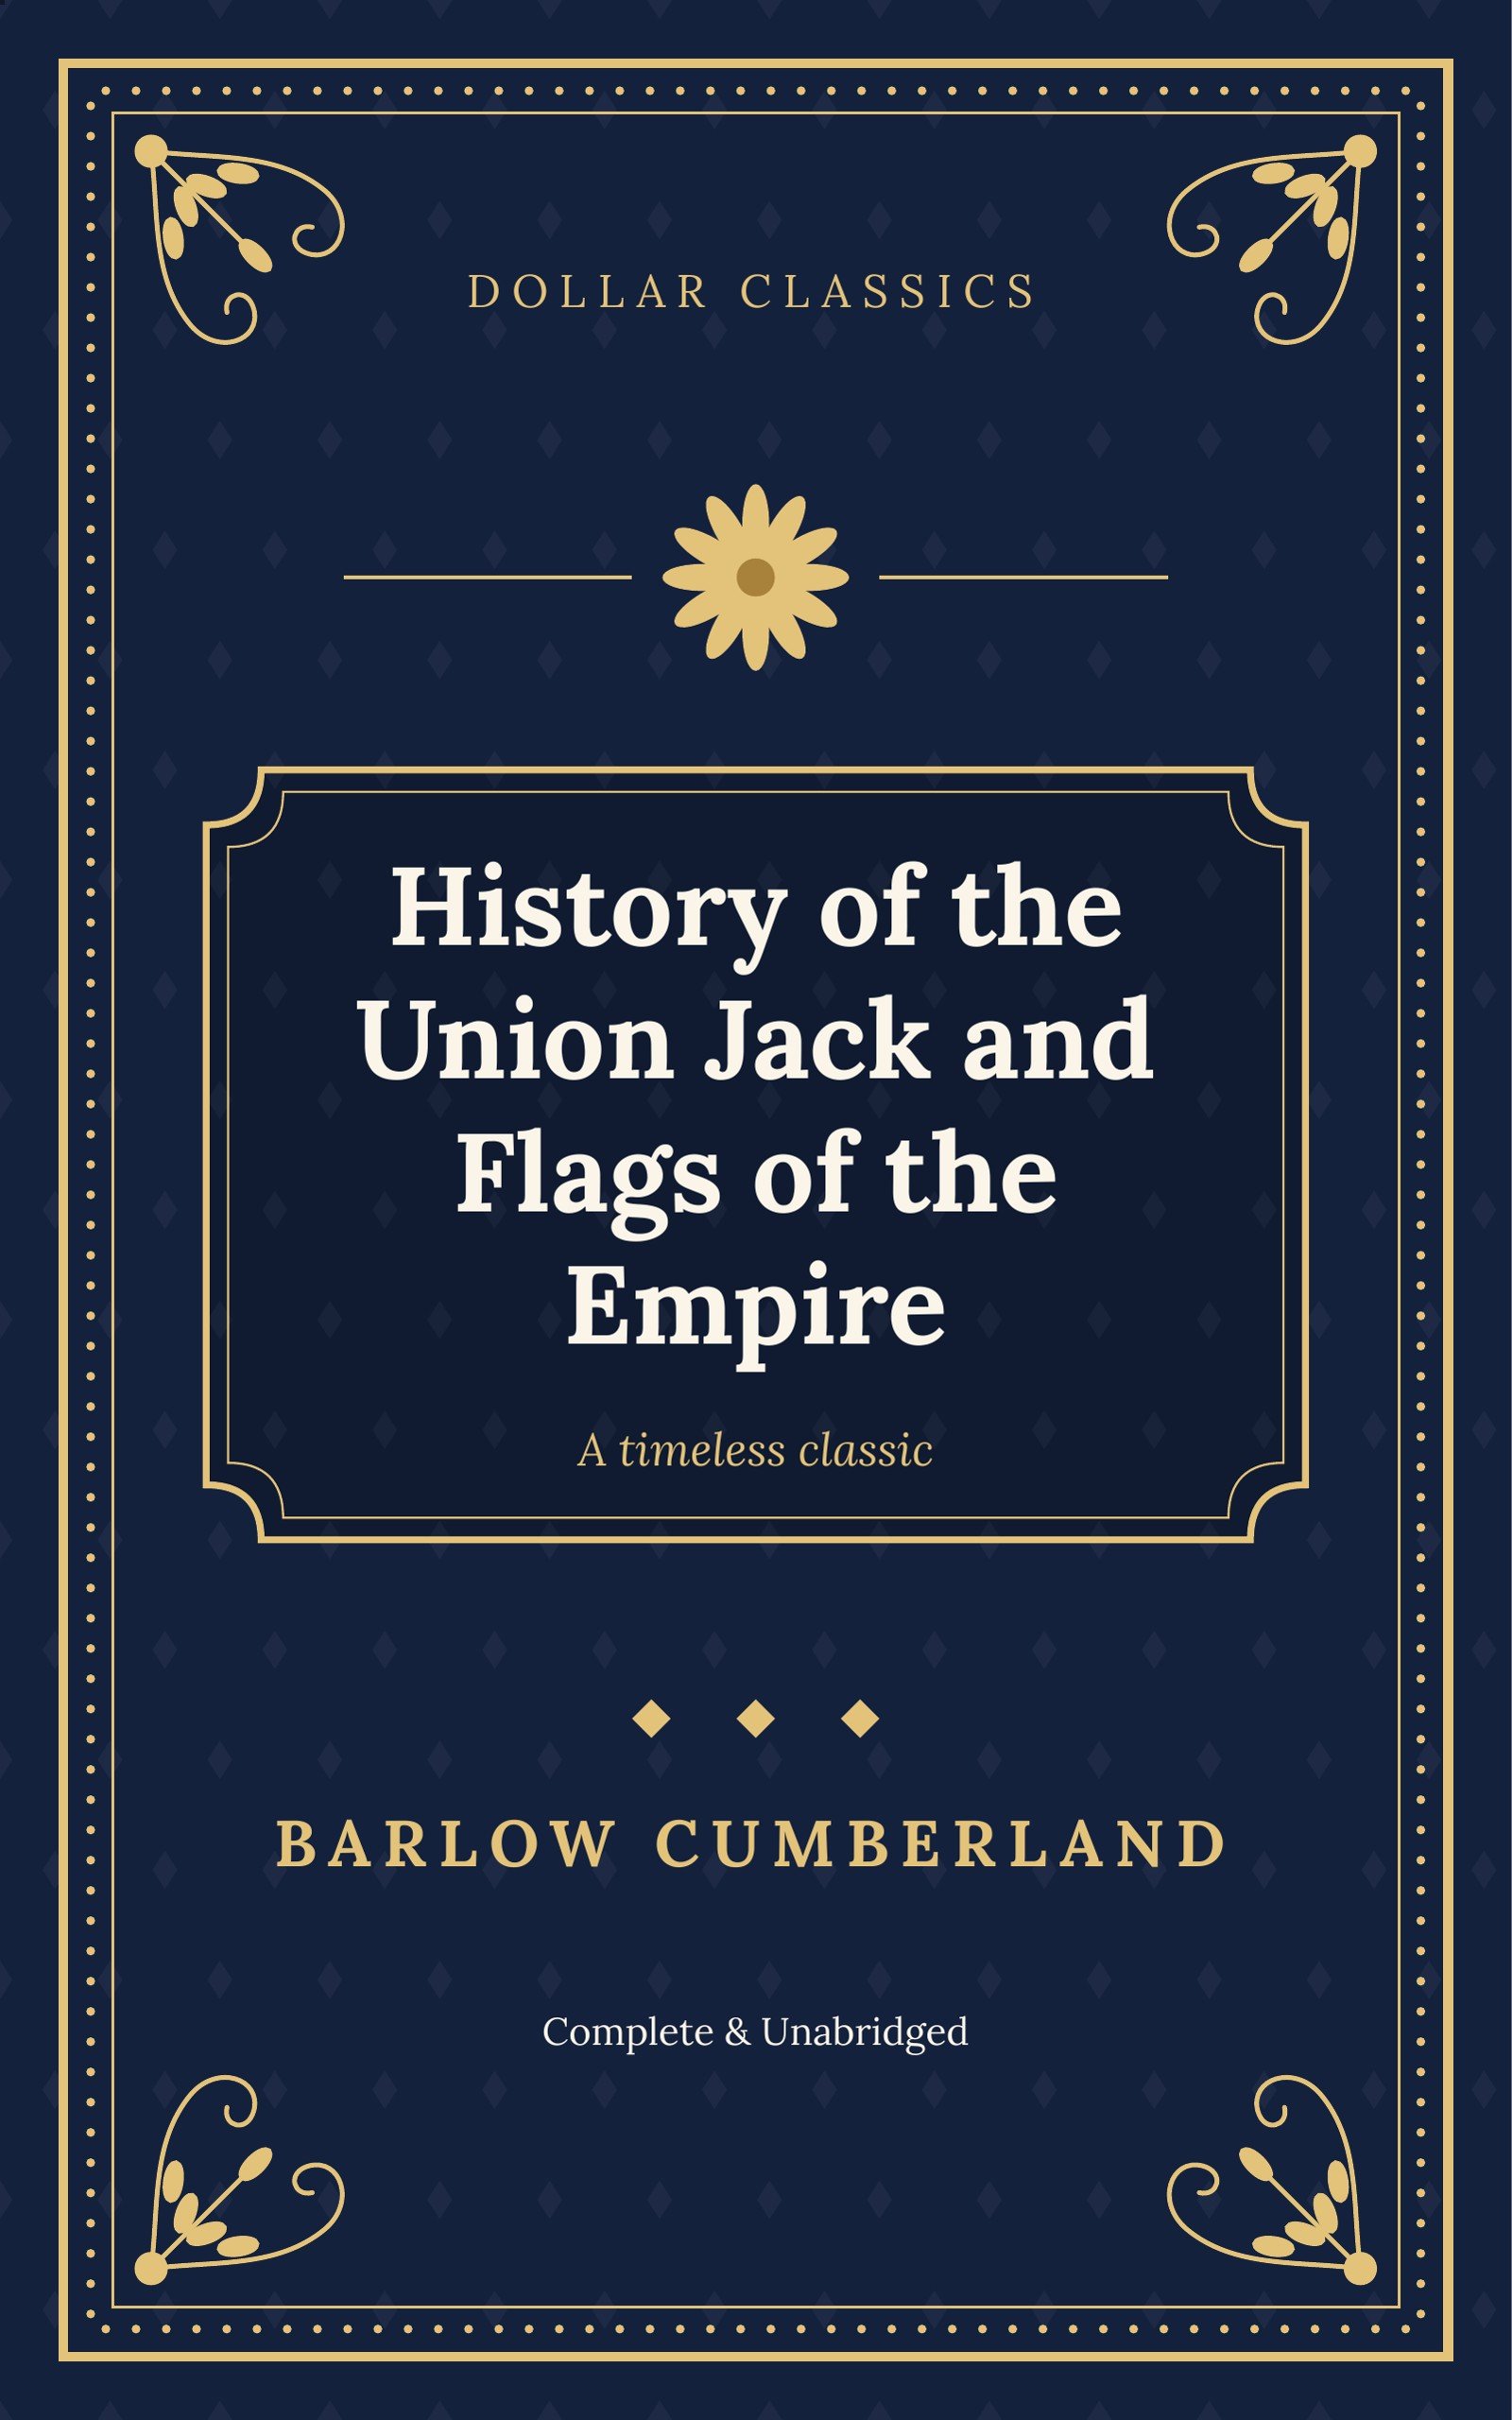 DOLLAR CLASSICS
History of the
Union Jack and
Flags of the
Empire
A timeless classic
BARLOW CUMBERLAND
Complete & Unabridged